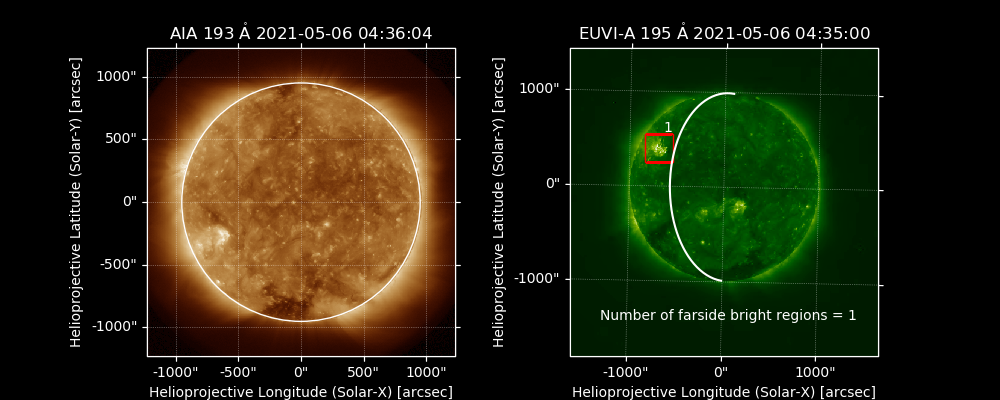 AIA 193 Å 2021-05-06 04:36:04
Helioprojective Latitude (Solar-Y) [arcsec]
1000"
500"
0"
-500"
-1000"
-1000"
-500"
0"
500"
1000"
Helioprojective Longitude (Solar-X) [arcsec]
EUVI-A 195 Å 2021-05-06 04:35:00
Helioprojective Latitude (Solar-Y) [arcsec]
1000"
0"
-1000"
1
Number of farside bright regions = 1
-1000"
0"
1000"
Helioprojective Longitude (Solar-X) [arcsec]